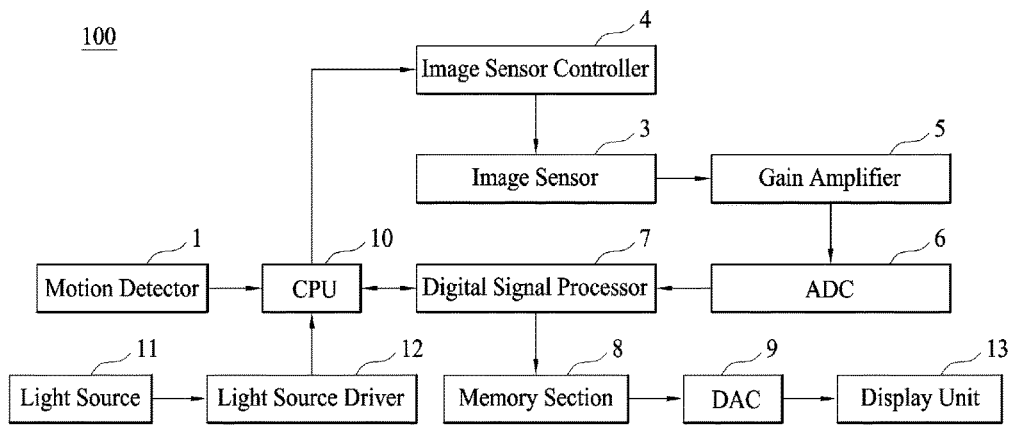 100
4
Image Sensor Controller
3
Image Sensor
5
Gain Amplifier
1
Motion Detector
10
CPU
7
Digital Signal Processor
6
ADC
11
Light Source
12
Light Source Driver
8
Memory Section
9
DAC
13
Display Unit